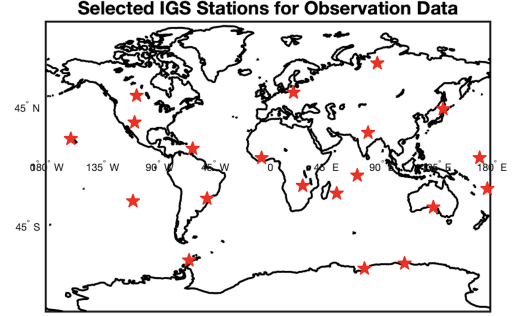 Selected IGS Stations for Observation Data
45° N
180° W 135° W 90° W 45° W 0 45° E 90° E 135° E 180° E
45° S